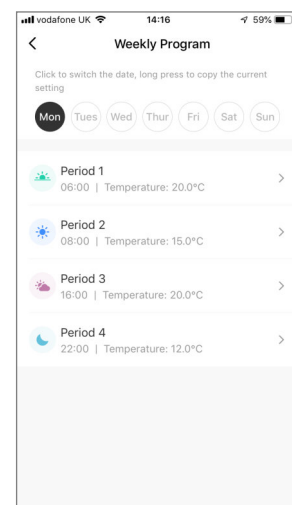 vodafone UK 14:16 59%
Weekly Program
Click to switch the date, long press to copy the current
setting
Mon Tues Wed Thur Fri Sat Sun
Period 1
06:00 | Temperature: 20.0°C
Period 2
08:00 | Temperature: 15.0°C
Period 3
16:00 | Temperature: 20.0°C
Period 4
22:00 | Temperature: 12.0°C